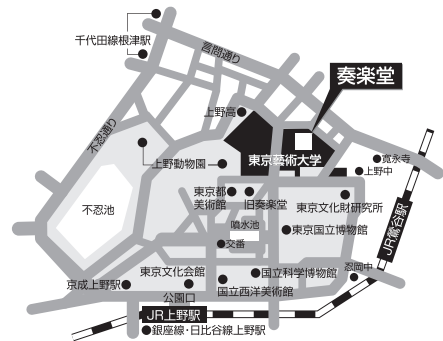 千代田線根津駅
言問通り
奏楽堂
不忍通り
上野高
東京藝術大学
寛永寺
上野中
上野動物園
東京都
美術館
旧奏楽堂
東京文化財研究所
不忍池
噴水池
東京国立博物館
交番
JR鶯谷駅
忍岡中
東京文化会館
国立科学博物館
京成上野駅
公園口
国立西洋美術館
JR上野駅
銀座線・日比谷線上野駅